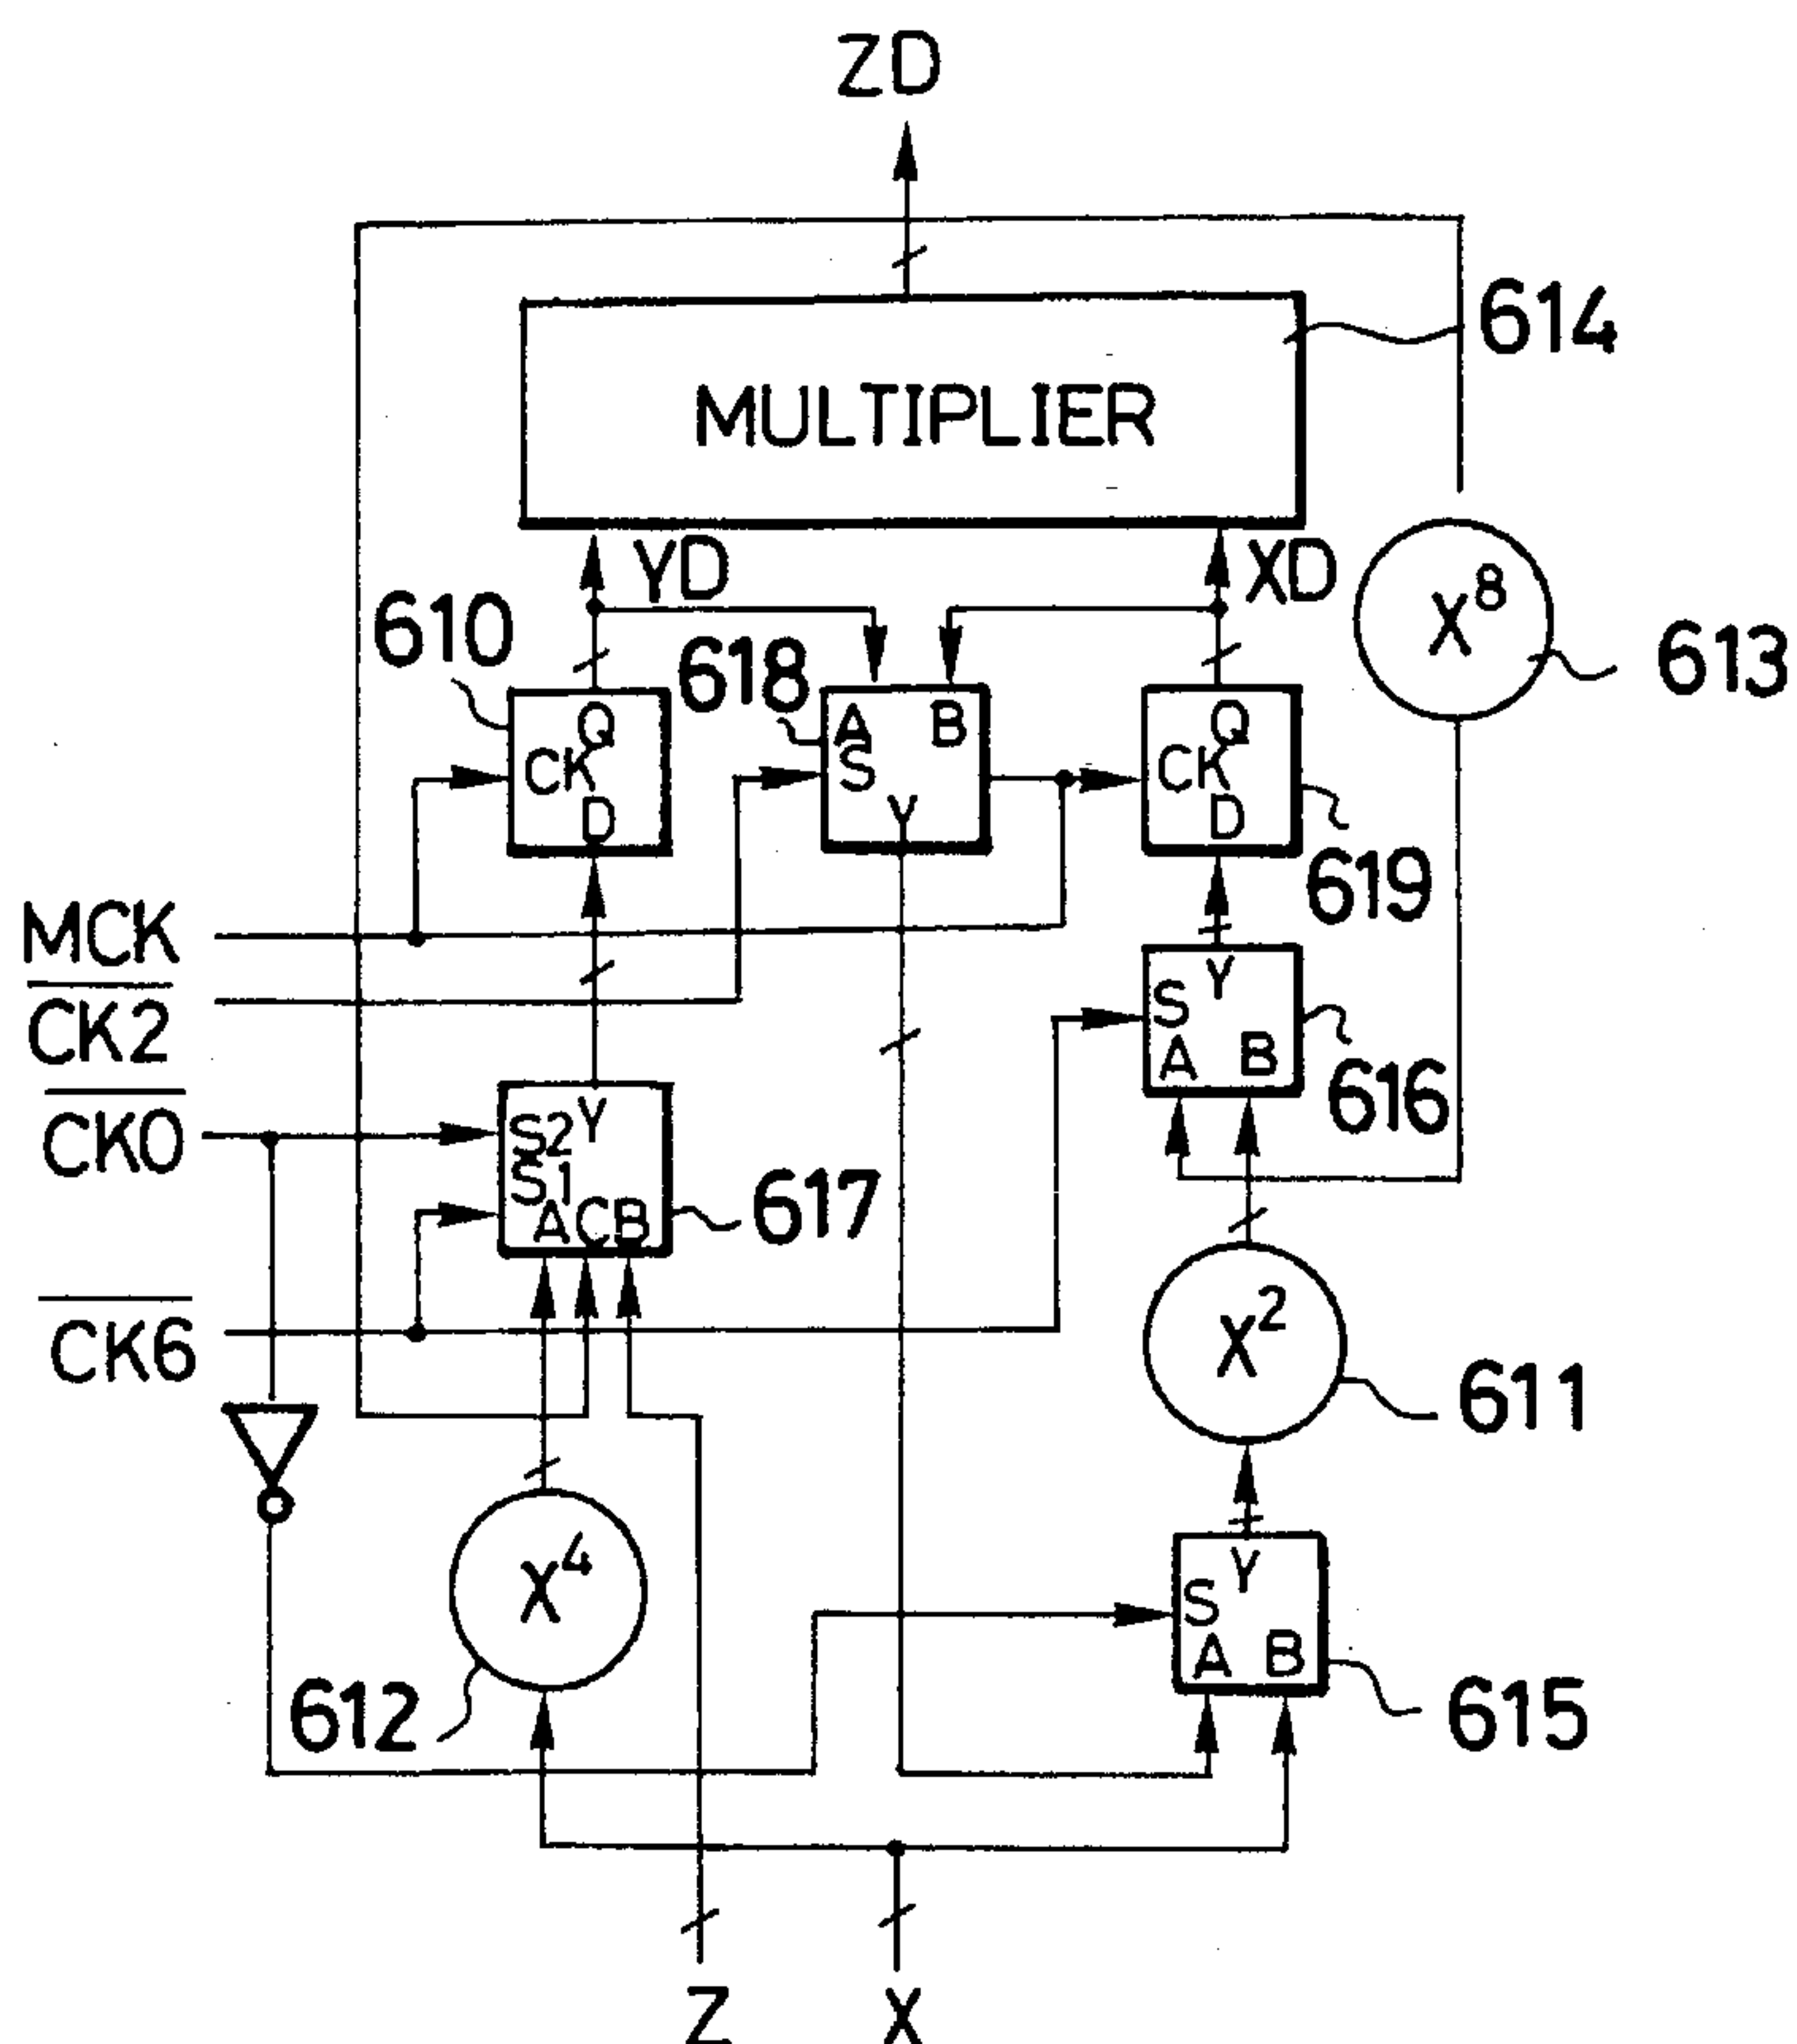 ZD
614
MULTIPLIER
YD
XD
X8
613
610
618
Q
CK
D
A B
S
Y
Q
CK
D
619
MCK
CK2
CK0
CK6
Y
S
A B
616
S2 Y
S1
A C B
617
X2
611
X4
612
Y
S
A B
615
Z
X